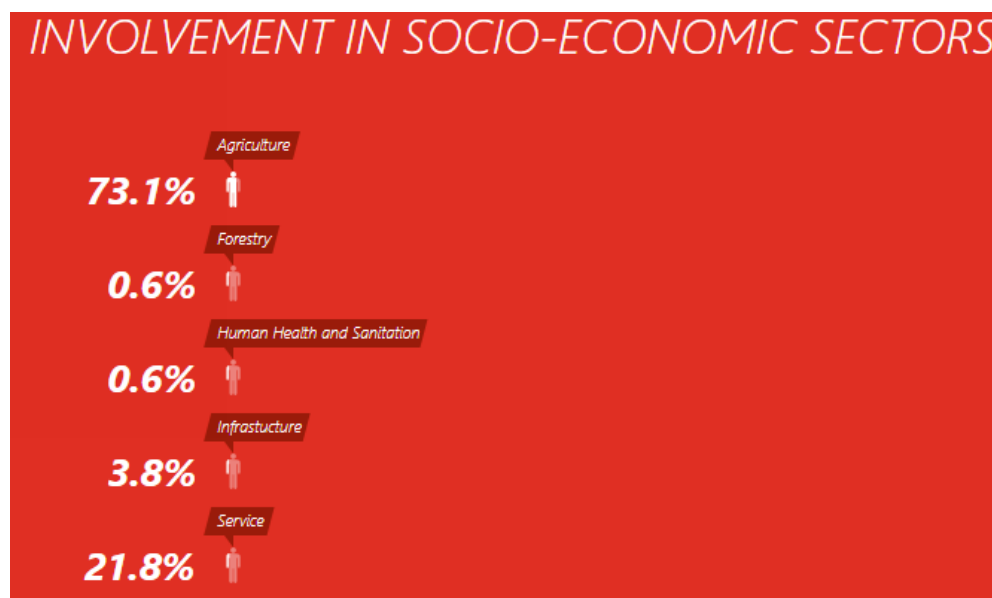 INVOLVEMENT IN SOCIO-ECONOMIC SECTORS
Agriculture
73.1%
Forestry
0.6%
Human Health and Sanitation
0.6%
Infrastucture
3.8%
Service
21.8%